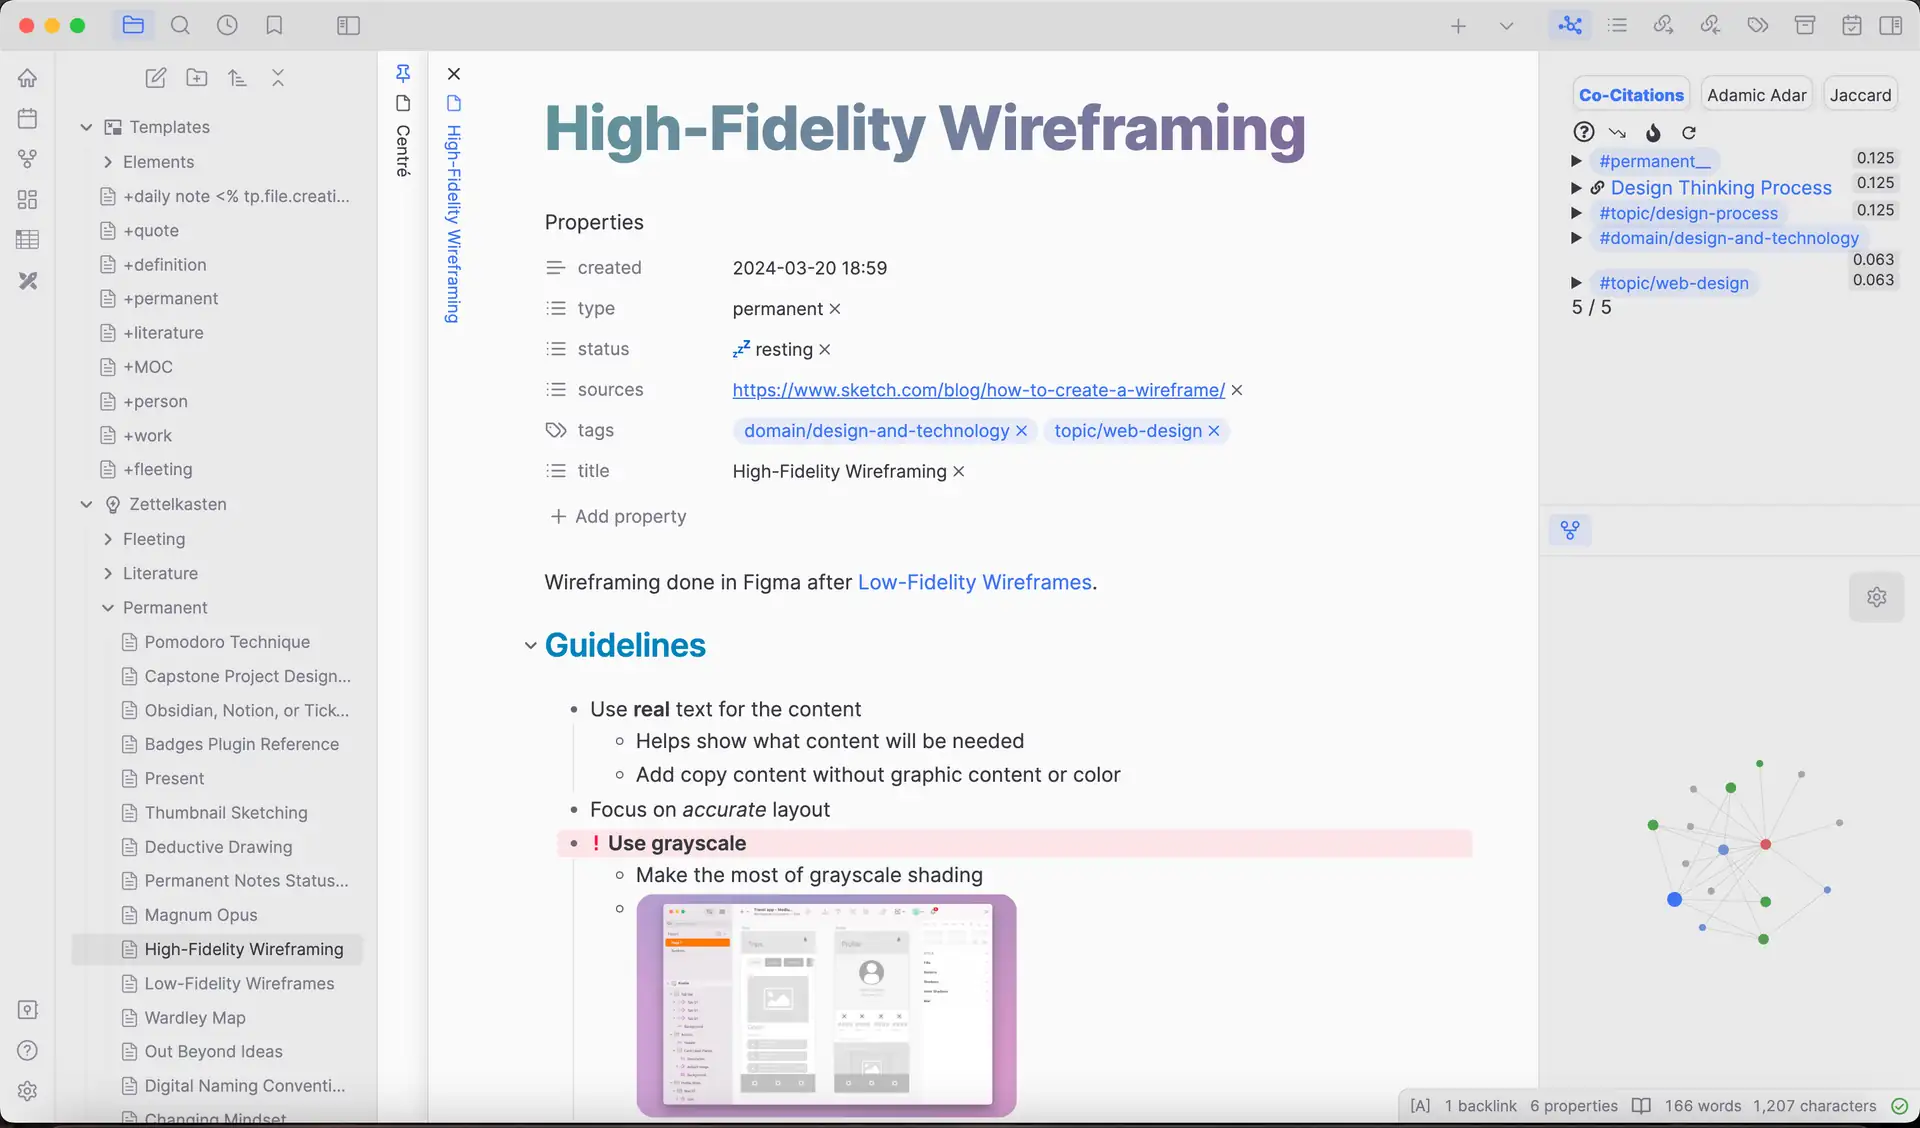 Templates
Elements
+daily note <% tp.file.creati...
+quote
+definition
+permanent
+literature
+MOC
+person
+work
+fleeting
Zettelkasten
Fleeting
Literature
Permanent
Pomodoro Technique
Capstone Project Design...
Obsidian, Notion, or Tick...
Badges Plugin Reference
Present
Thumbnail Sketching
Deductive Drawing
Permanent Notes Status...
Magnum Opus
High-Fidelity Wireframing
Low-Fidelity Wireframes
Wardley Map
Out Beyond Ideas
Digital Naming Conventi...
Changing Mindset
Centré
High-Fidelity Wireframing
High-Fidelity Wireframing
Properties
created 2024-03-20 18:59
type permanent
status 💤 resting
sources https://www.sketch.com/blog/how-to-create-a-wireframe/
tags domain/design-and-technology topic/web-design
title High-Fidelity Wireframing
Add property
Wireframing done in Figma after Low-Fidelity Wireframes.
Guidelines
Use real text for the content
Helps show what content will be needed
Add copy content without graphic content or color
Focus on accurate layout
! Use grayscale
Make the most of grayscale shading
Trips
Profile
Co-Citations Adamic Adar Jaccard
#permanent__ 0.125
Design Thinking Process 0.125
#topic/design-process 0.125
#domain/design-and-technology
0.063
#topic/web-design 0.063
5 / 5
[A] 1 backlink 6 properties 166 words 1,207 characters